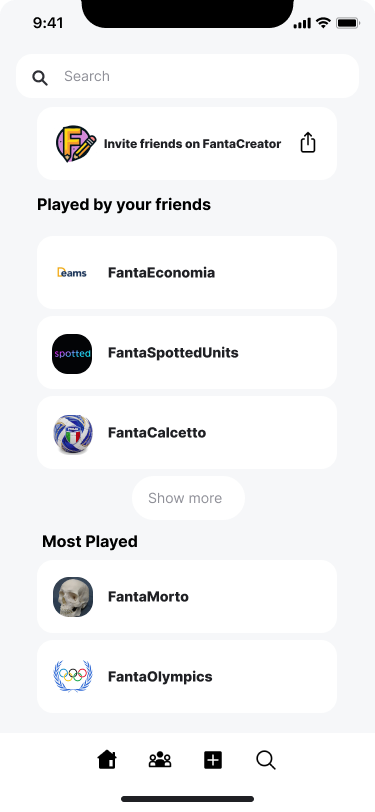 9:41
Search
F
Invite friends on FantaCreator
Played by your friends
Deams
FantaEconomia
spotted
FantaSpottedUnits
FantaCalcetto
Show more
Most Played
FantaMorto
FantaOlympics